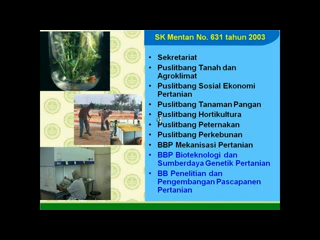 SK Mentan No. 631 tahun 2003
• Sekretariat
• Puslitbang Tanah dan
Agroklimat
• Puslitbang Sosial Ekonomi
Pertanian
• Puslitbang Tanaman Pangan
• Puslitbang Hortikultura
• Puslitbang Peternakan
• Puslitbang Perkebunan
• BBP Mekanisasi Pertanian
• BBP Bioteknologi dan
Sumberdaya Genetik Pertanian
• BB Penelitian dan
Pengembangan Pascapanen
Pertanian